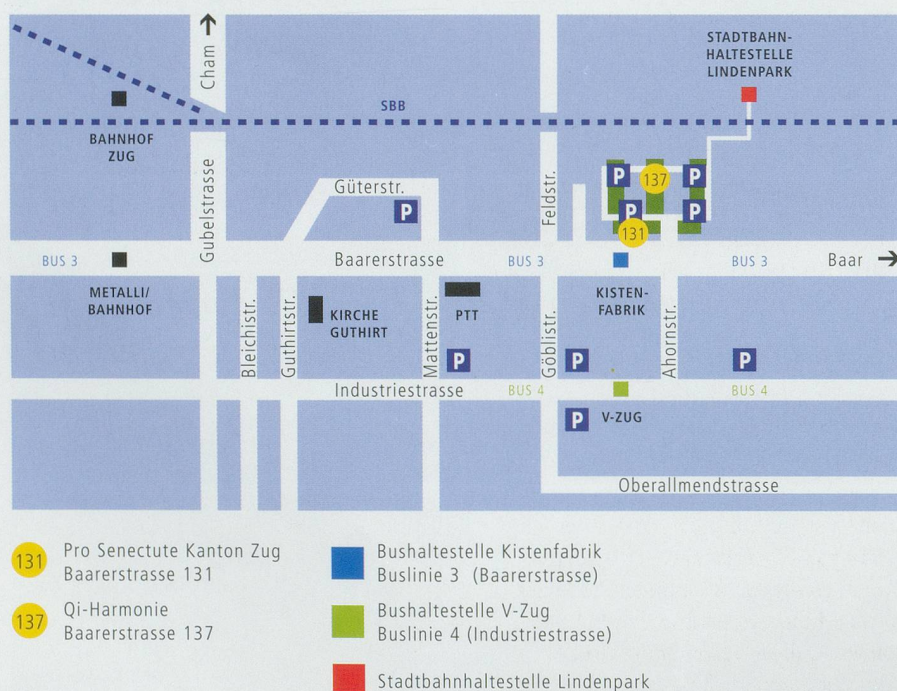 STADTBAHN-
HALTESTELLE
LINDENPARK
Cham
SBB
BAHNHOF
ZUG
Gubelstrasse
Güterstr.
P
Feldstr.
P
137
P
P
P
131
BUS 3
Baarerstrasse
BUS 3
BUS 3
Baar
METALLI/
BAHNHOF
Bleichistr.
Guthirtstr.
KIRCHE
GUTHIRT
Mattenstr.
PTT
P
Göblistr.
P
KISTEN-
FABRIK
Ahornstr.
P
Industriestrasse
BUS 4
BUS 4
P
V-ZUG
Oberallmendstrasse
131
Pro Senectute Kanton Zug
Baarerstrasse 131
137
Qi-Harmonie
Baarerstrasse 137
Bushaltestelle Kistenfabrik
Buslinie 3 (Baarerstrasse)
Bushaltestelle V-Zug
Buslinie 4 (Industriestrasse)
Stadtbahnhaltestelle Lindenpark